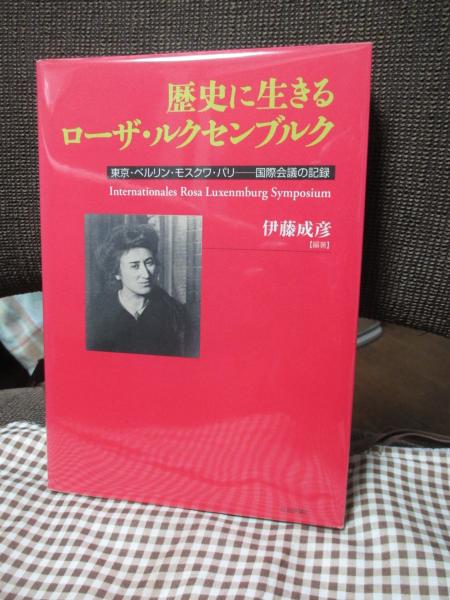 歴史に生きる
ローザ・ルクセンブルク
東京・ベルリン・モスクワ・パリ――国際会議の記録
Internationales Rosa Luxenmburg Symposium
伊藤成彦
【編著】